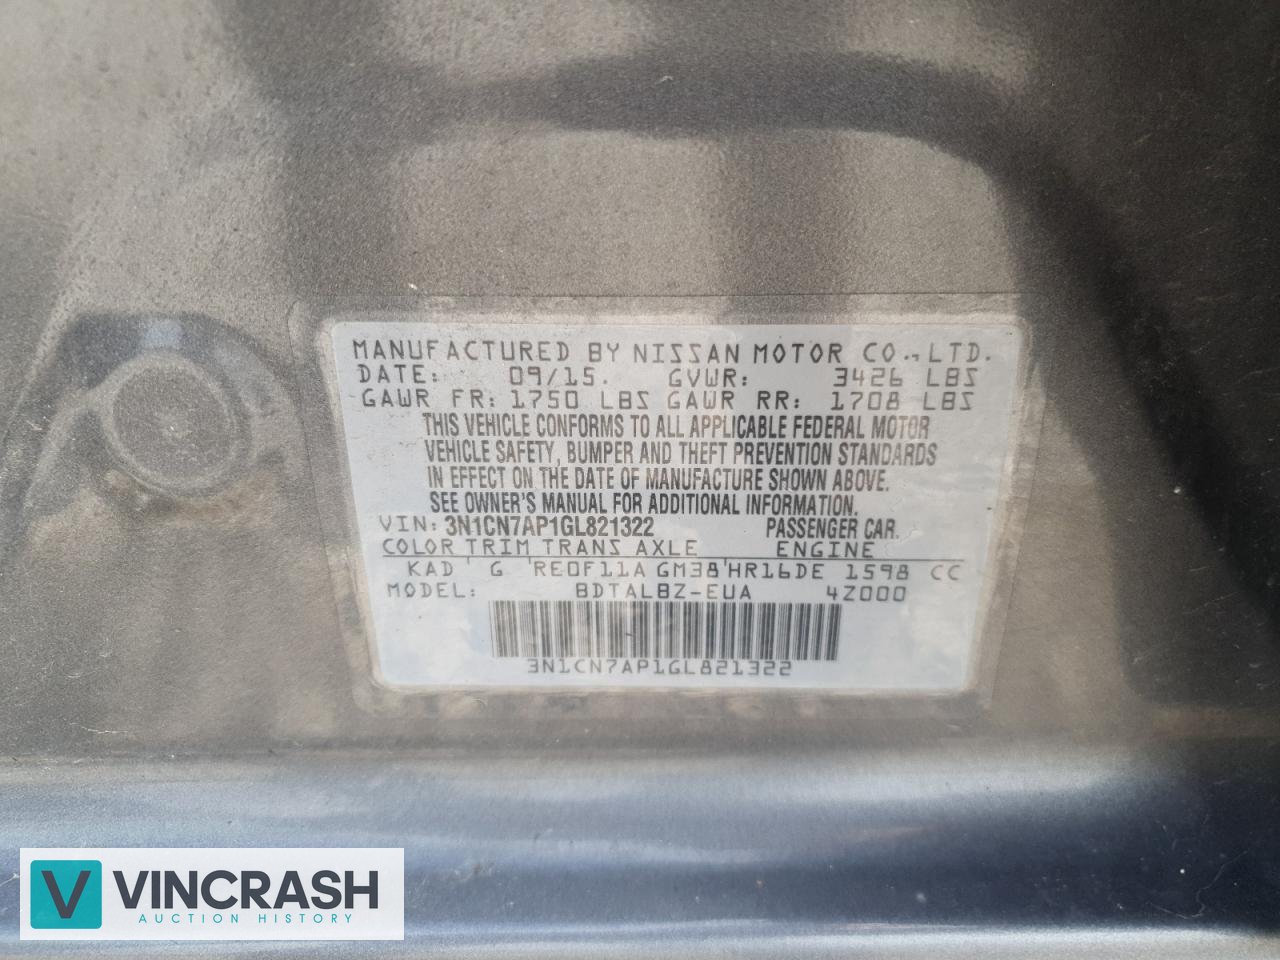 MANUFACTURED BY NISSAN MOTOR CO., LTD.
DATE: 09/15. GVWR: 3426 LBS
GAWR FR: 1750 LBS GAWR RR: 1708 LBS
THIS VEHICLE CONFORMS TO ALL APPLICABLE FEDERAL MOTOR
VEHICLE SAFETY, BUMPER AND THEFT PREVENTION STANDARDS
IN EFFECT ON THE DATE OF MANUFACTURE SHOWN ABOVE.
SEE OWNER'S MANUAL FOR ADDITIONAL INFORMATION.
VIN: 3N1CN7AP1GL821322 PASSENGER CAR.
COLOR TRIM TRANS AXLE ENGINE
KAD G RE0F11A GM38 HR16DE 1598 CC
MODEL: BDTALBZ-EUA 4Z000
3N1CN7AP1GL821322
V VINCRASH
AUCTION HISTORY